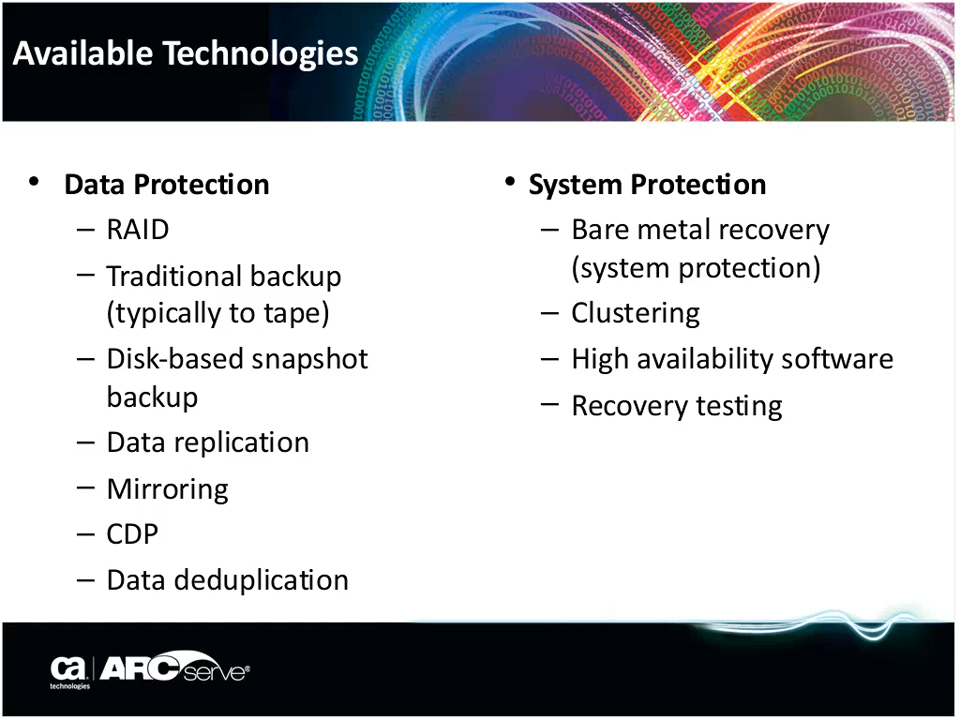 Available Technologies
• Data Protection
– RAID
– Traditional backup
(typically to tape)
– Disk-based snapshot
backup
– Data replication
– Mirroring
– CDP
– Data deduplication
• System Protection
– Bare metal recovery
(system protection)
– Clustering
– High availability software
– Recovery testing
ca technologies | ARCserve®